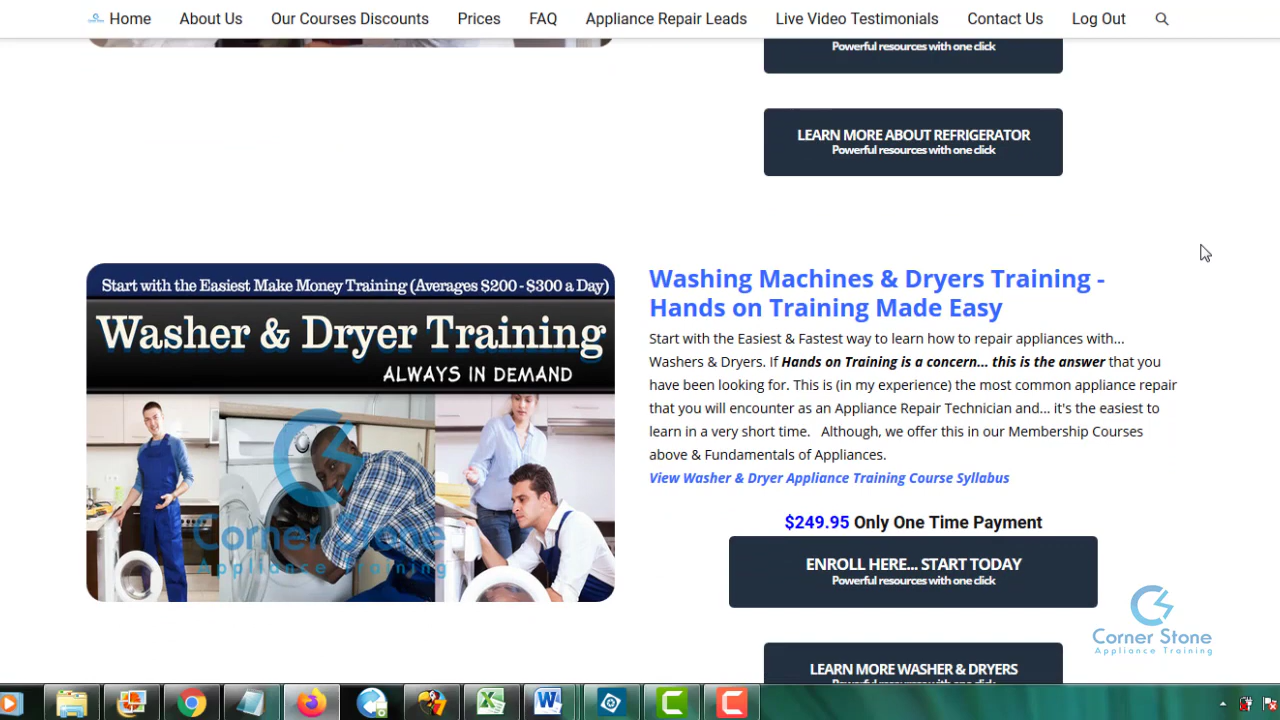 Home About Us Our Courses Discounts Prices FAQ Appliance Repair Leads Live Video Testimonials Contact Us Log Out
Powerful resources with one click
LEARN MORE ABOUT REFRIGERATOR
Powerful resources with one click
Start with the Easiest Make Money Training (Averages $200 - $300 a Day)
Washer & Dryer Training
ALWAYS IN DEMAND
Corner Stone
Appliance Training
Washing Machines & Dryers Training -
Hands on Training Made Easy
Start with the Easiest & Fastest way to learn how to repair appliances with...
Washers & Dryers. If Hands on Training is a concern... this is the answer that you
have been looking for. This is (in my experience) the most common appliance repair
that you will encounter as an Appliance Repair Technician and... it's the easiest to
learn in a very short time. Although, we offer this in our Membership Courses
above & Fundamentals of Appliances.
View Washer & Dryer Appliance Training Course Syllabus
$249.95 Only One Time Payment
ENROLL HERE... START TODAY
Powerful resources with one click
Corner Stone
Appliance Training
LEARN MORE WASHER & DRYERS